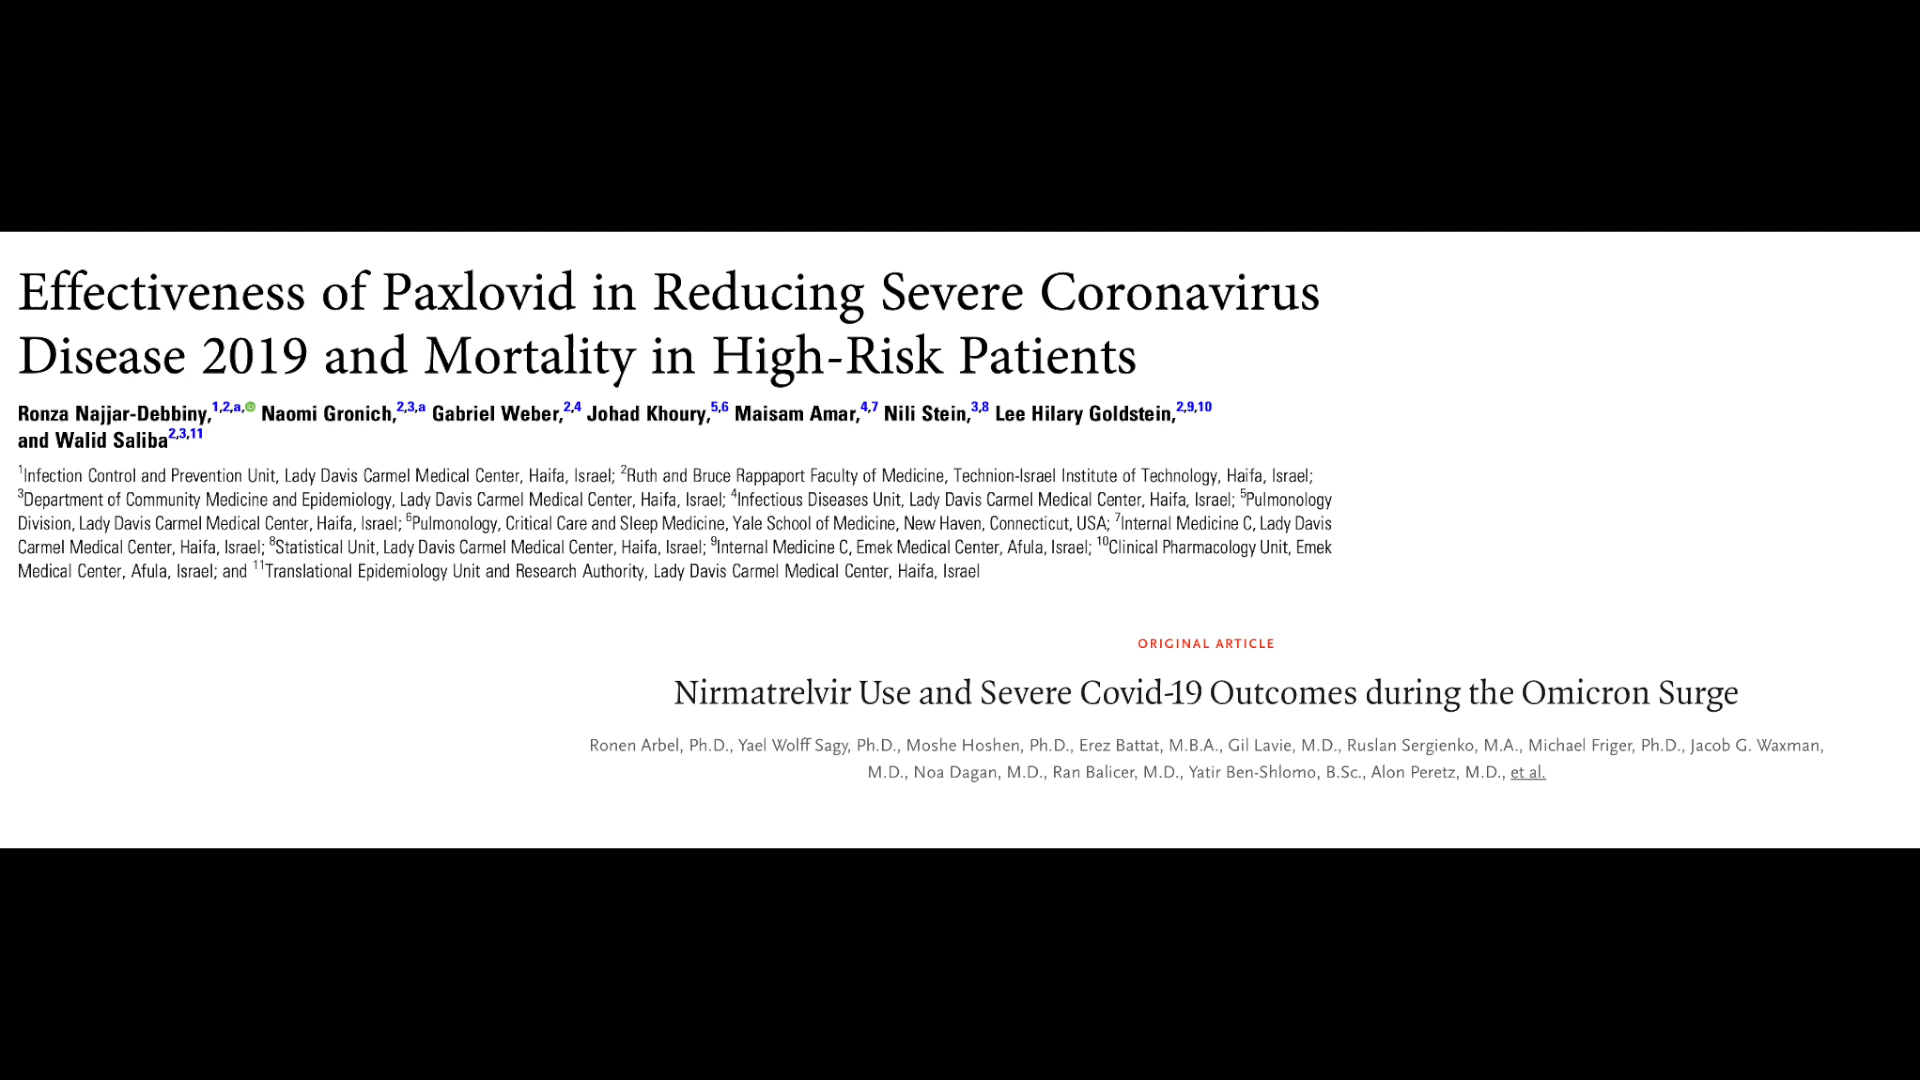 Effectiveness of Paxlovid in Reducing Severe Coronavirus
Disease 2019 and Mortality in High-Risk Patients
Ronza Najjar-Debbiny,1,2,a, Naomi Gronich,2,3,a Gabriel Weber,2,4 Johad Khoury,5,6 Maisam Amar,4,7 Nili Stein,3,8 Lee Hilary Goldstein,2,9,10
and Walid Saliba2,3,11
1Infection Control and Prevention Unit, Lady Davis Carmel Medical Center, Haifa, Israel; 2Ruth and Bruce Rappaport Faculty of Medicine, Technion-Israel Institute of Technology, Haifa, Israel;
3Department of Community Medicine and Epidemiology, Lady Davis Carmel Medical Center, Haifa, Israel; 4Infectious Diseases Unit, Lady Davis Carmel Medical Center, Haifa, Israel; 5Pulmonology
Division, Lady Davis Carmel Medical Center, Haifa, Israel; 6Pulmonology, Critical Care and Sleep Medicine, Yale School of Medicine, New Haven, Connecticut, USA; 7Internal Medicine C, Lady Davis
Carmel Medical Center, Haifa, Israel; 8Statistical Unit, Lady Davis Carmel Medical Center, Haifa, Israel; 9Internal Medicine C, Emek Medical Center, Afula, Israel; 10Clinical Pharmacology Unit, Emek
Medical Center, Afula, Israel; and 11Translational Epidemiology Unit and Research Authority, Lady Davis Carmel Medical Center, Haifa, Israel
ORIGINAL ARTICLE
Nirmatrelvir Use and Severe Covid-19 Outcomes during the Omicron Surge
Ronen Arbel, Ph.D., Yael Wolff Sagy, Ph.D., Moshe Hoshen, Ph.D., Erez Battat, M.B.A., Gil Lavie, M.D., Ruslan Sergienko, M.A., Michael Friger, Ph.D., Jacob G. Waxman,
M.D., Noa Dagan, M.D., Ran Balicer, M.D., Yatir Ben-Shlomo, B.Sc., Alon Peretz, M.D., et al.